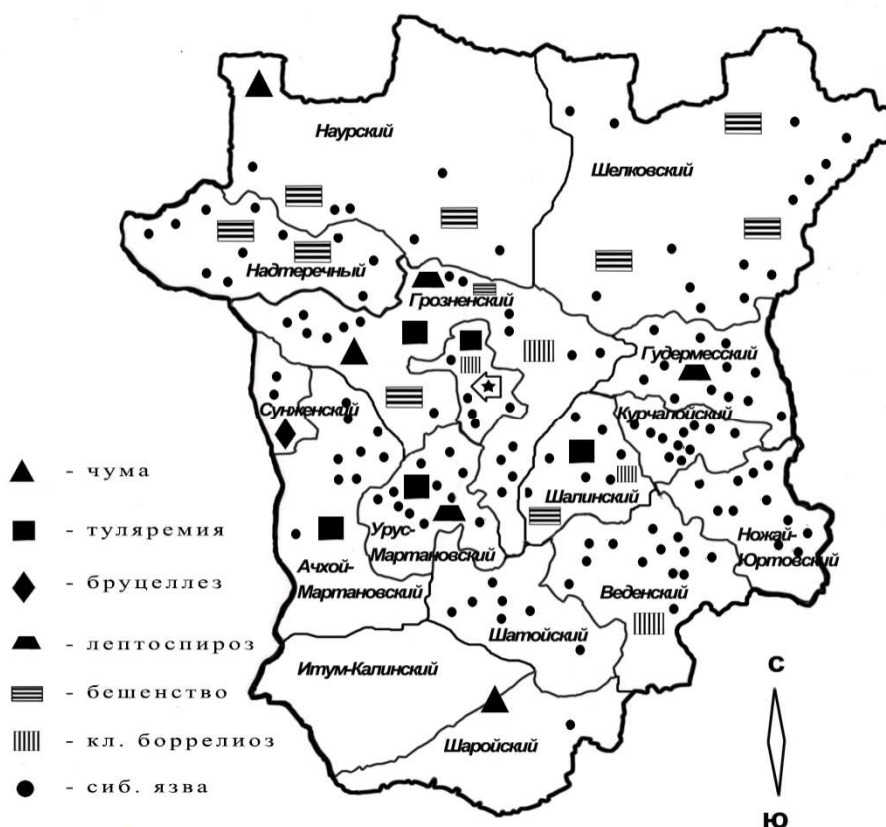 Наурский
Шелковский
Надтеречный
Грозненский
Гудермесский
Сунженский
Курчалойский
- чума
- туляремия
Шалинский
Урус-
Мартановский
Ножай-
Юртовский
Ачхой-
Мартановский
- бруцеллез
Веденский
Шатойский
- лептоспироз
Итум-Калинский
С
- бешенство
Шаройский
- кл. боррелиоз
- сиб. язва
Ю